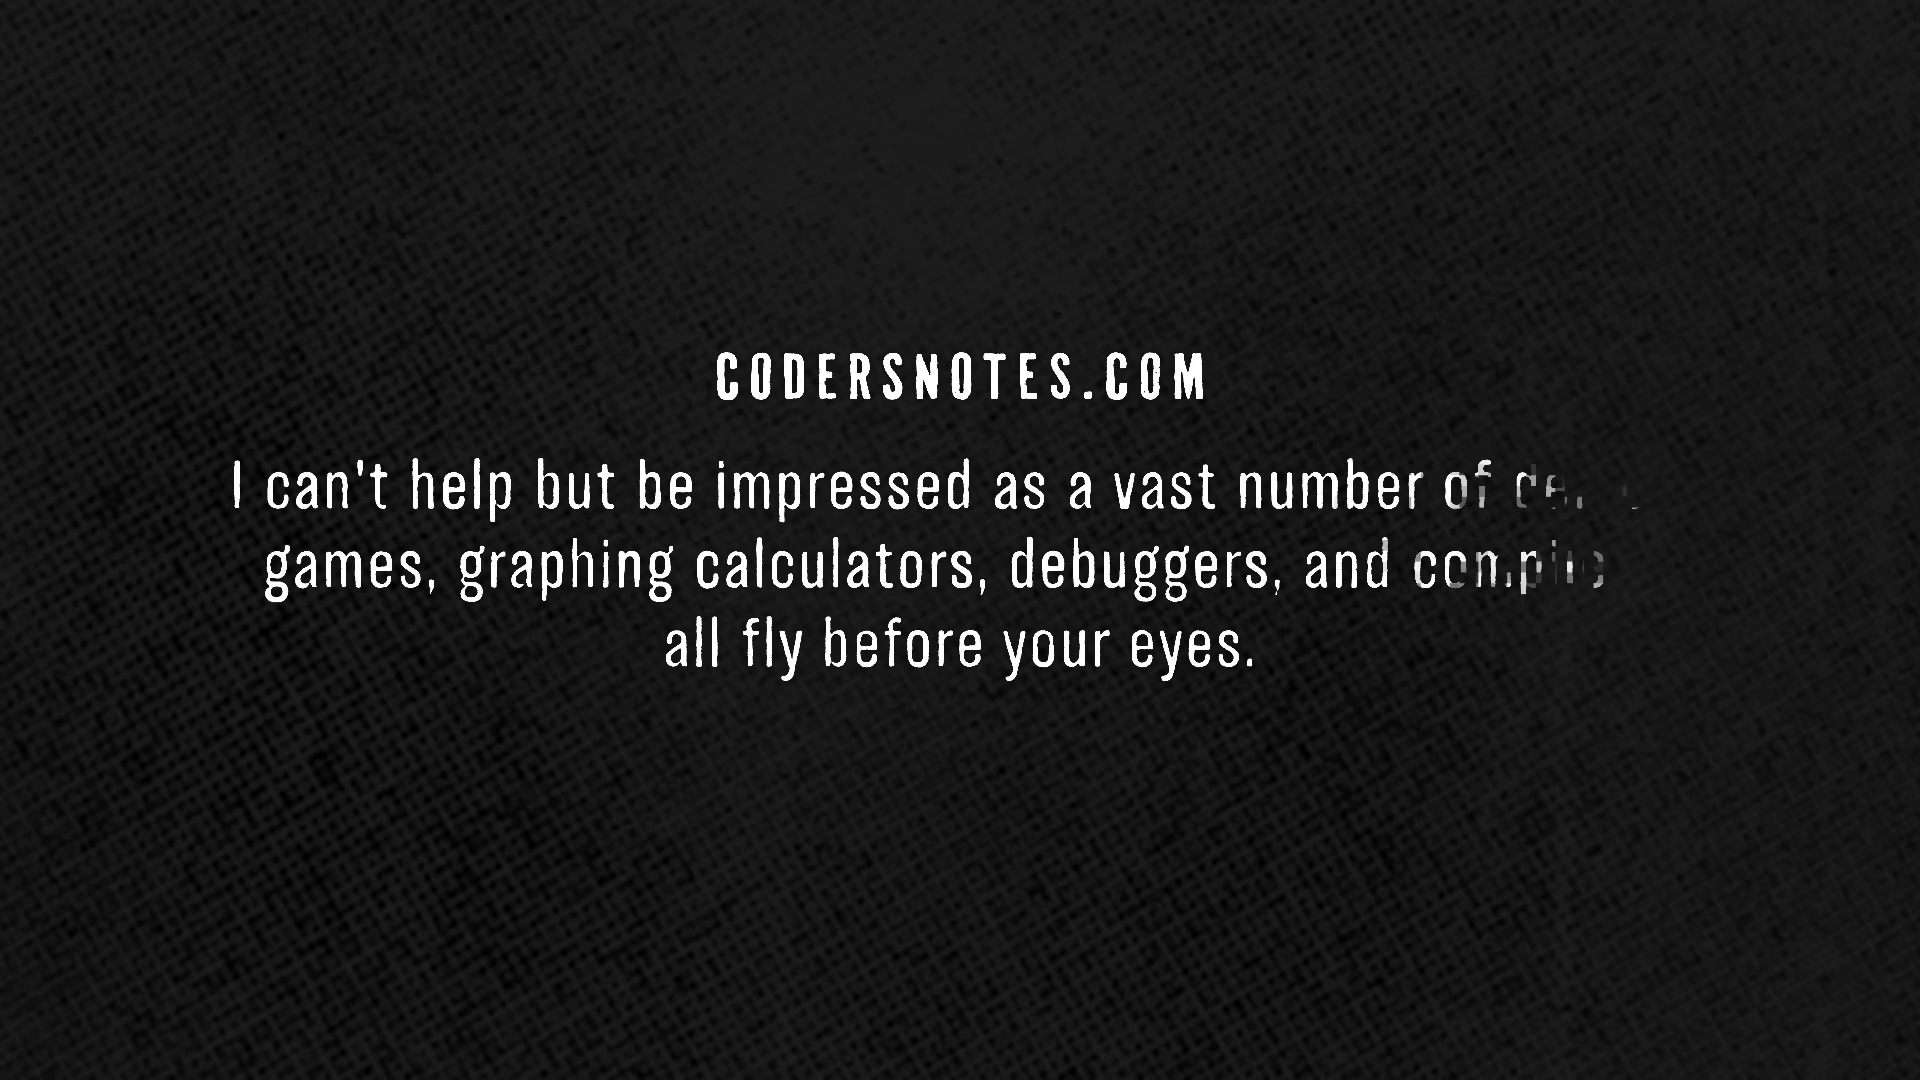 CODERSNOTES.COM
I can't help but be impressed as a vast number of
games, graphing calculators, debuggers, and
all fly before your eyes.